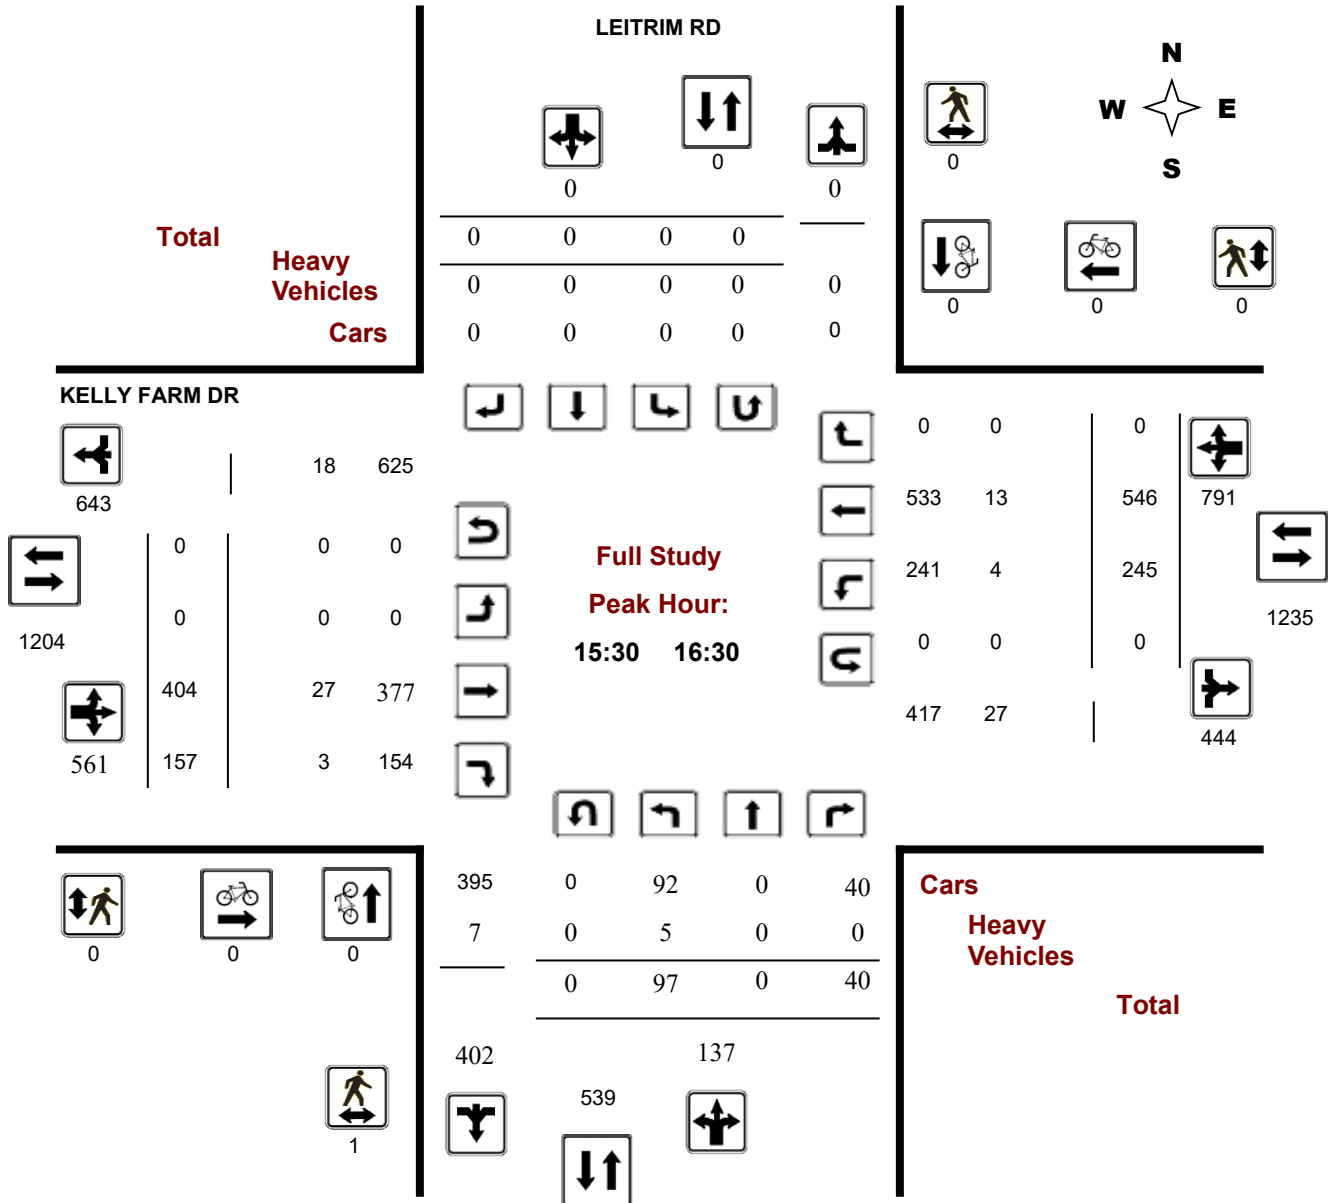 LEITRIM RD
N
W E
S
0
0
0 0
Total
0 0 0 0
Heavy
Vehicles
0 0 0 0 0
0 0 0
Cars
0 0 0 0 0
KELLY FARM DR
0 0 0
18 625
643
533 13 546 791
0 0 0
Full Study
241 4 245
Peak Hour:
0 0 0
1235
1204
15:30 16:30
0 0 0
404 27 377
417 27
444
561 157 3 154
395 0 92 0 40
Cars
7 0 5 0 0
Heavy
Vehicles
0 0 0
0 97 0 40
Total
402 137
539
1